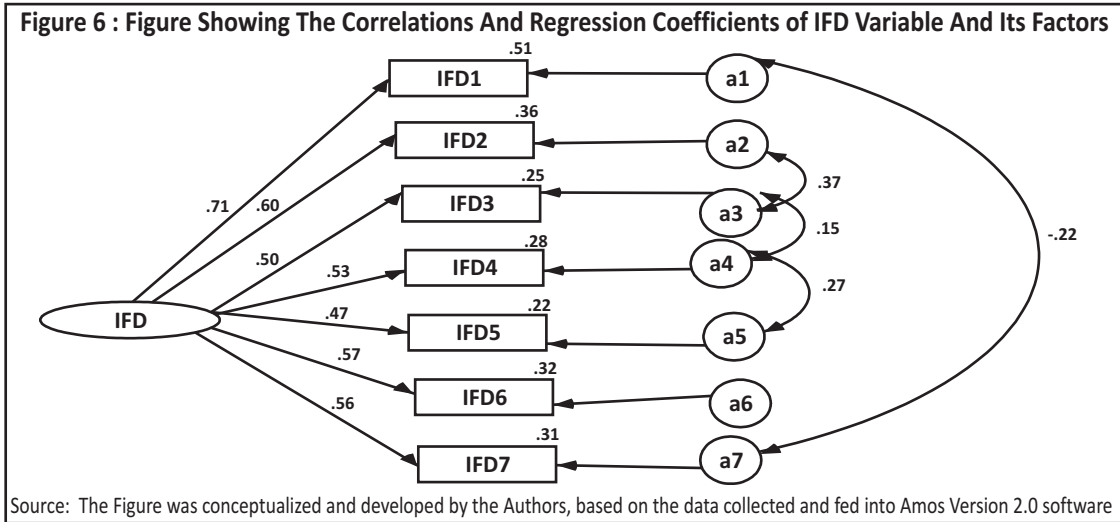 Figure 6 : Figure Showing The Correlations And Regression Coefficients of IFD Variable And Its Factors
.51
IFD1
a1
.36
IFD2
a2
.37
.25
IFD3
a3
.15
.71
.60
.50
-.22
.28
IFD4
a4
.53
.27
IFD
.47
.22
IFD5
a5
.57
.32
IFD6
a6
.56
.31
IFD7
a7
Source: The Figure was conceptualized and developed by the Authors, based on the data collected and fed into Amos Version 2.0 software